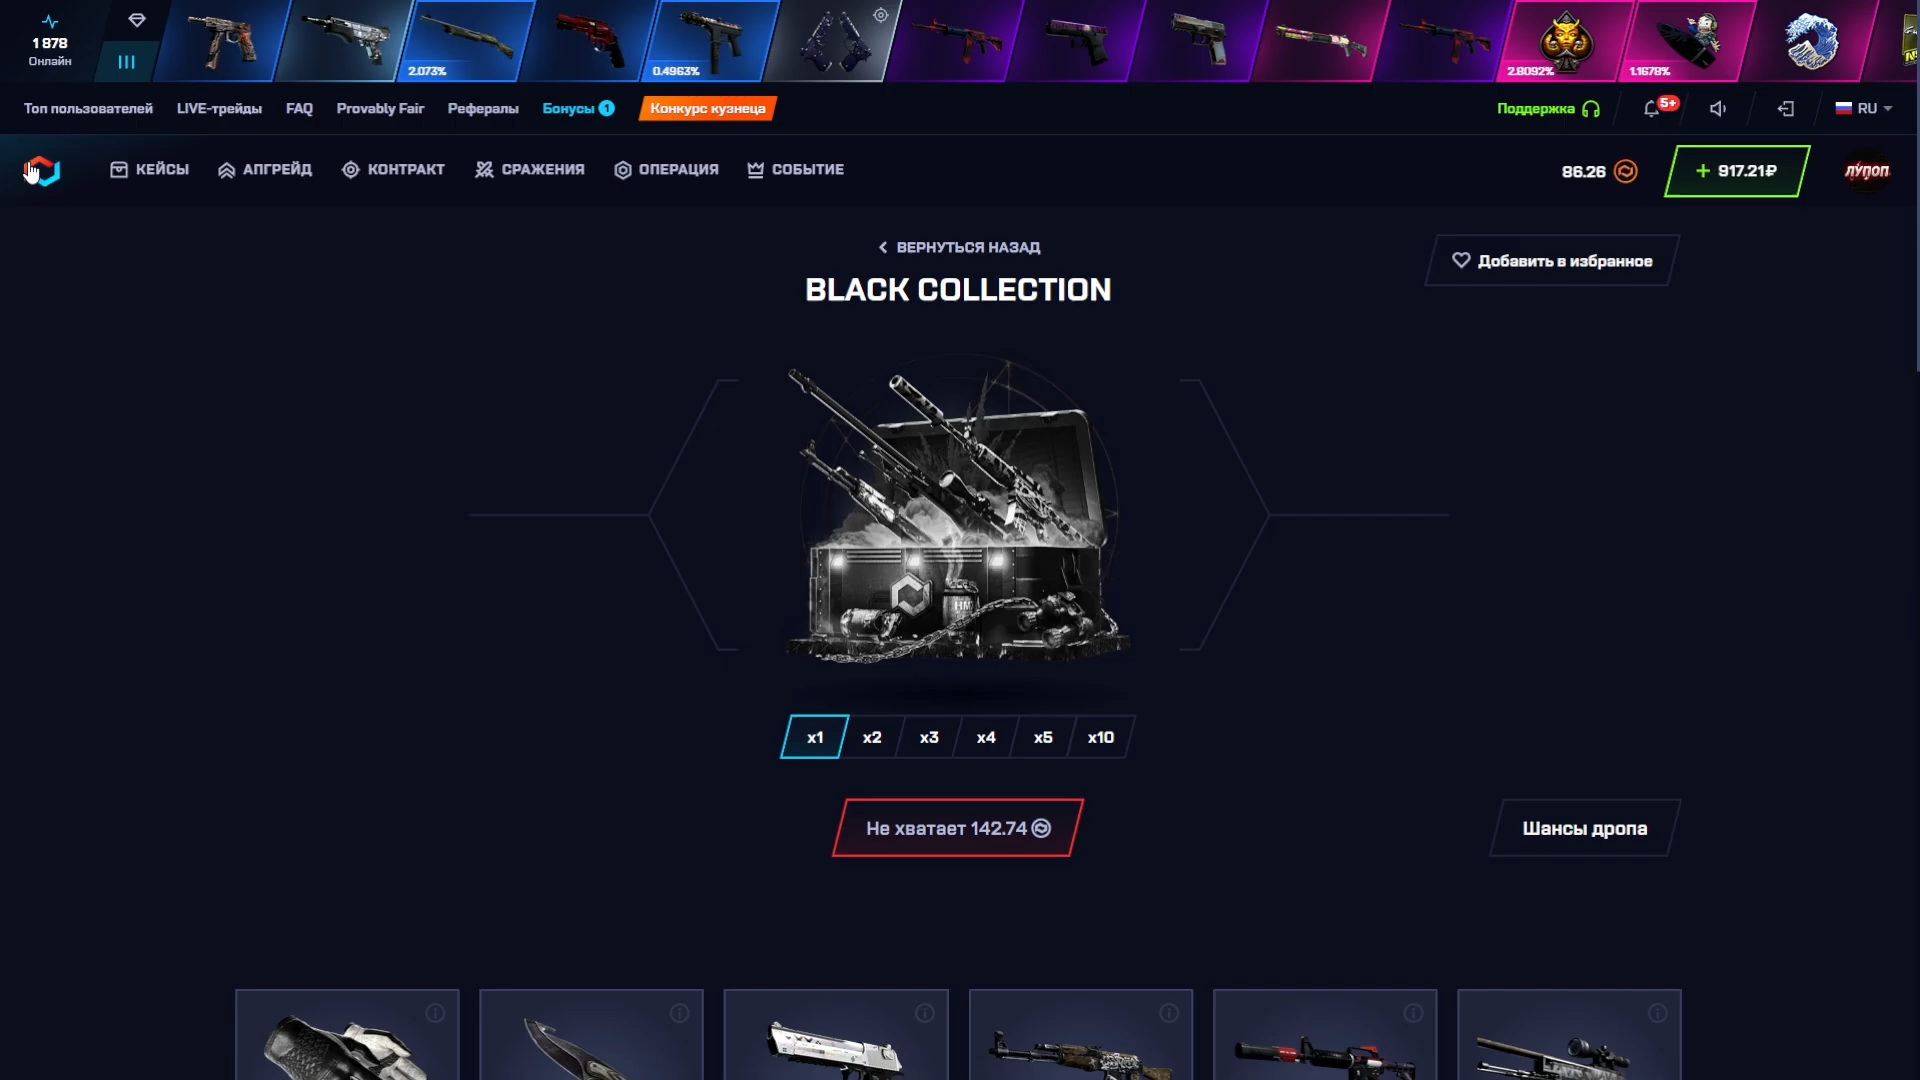 1 878
Онлайн
2.073%
0.4963%
2.8092%
1.1678%
Топ пользователей
LIVE-трейды
FAQ
Provably Fair
Рефералы
Бонусы 1
Конкурс кузнеца
Поддержка
5+
RU
КЕЙСЫ
АПГРЕЙД
КОНТРАКТ
СРАЖЕНИЯ
ОПЕРАЦИЯ
СОБЫТИЕ
86.26
+ 917.21₽
ЛУПОП
ВЕРНУТЬСЯ НАЗАД
Добавить в избранное
BLACK COLLECTION
x1
x2
x3
x4
x5
x10
Не хватает 142.74
Шансы дропа